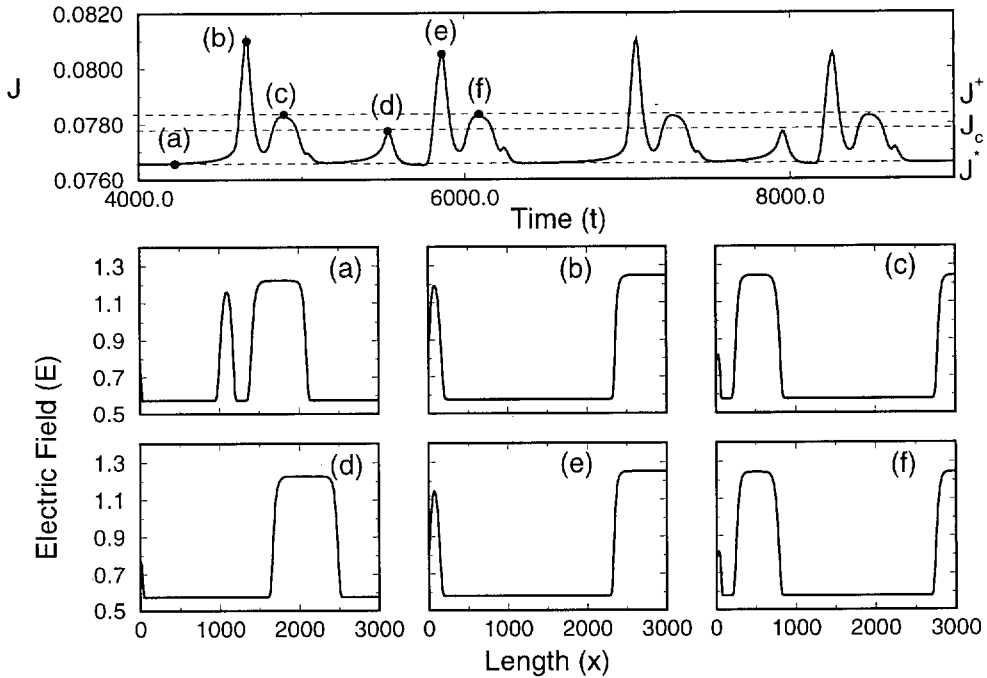 0.0820
0.0800
0.0780
0.0760
J
(a)
(b)
(c)
(d)
(e)
(f)
J+
Jc
J*
4000.0
6000.0
8000.0
Time (t)
1.3
1.1
0.9
0.7
0.5
(a)
(b)
(c)
1.3
1.1
0.9
0.7
0.5
(d)
(e)
(f)
Electric Field (E)
0 1000 2000 3000
0 1000 2000 3000
0 1000 2000 3000
Length (x)